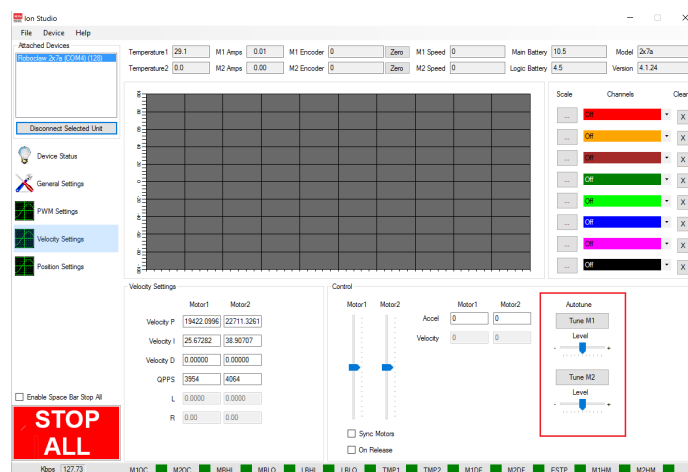 Ion Studio
File Device Help
Attached Devices
Roboclaw 2x7a (COM4) (128)
Disconnect Selected Unit
Device Status
General Settings
PWM Settings
Velocity Settings
Position Settings
Enable Space Bar Stop All
STOP
ALL
Temperature1 29.1 M1 Amps 0.01 M1 Encoder 0 Zero M1 Speed 0 Main Battery 10.5 Model 2x7a
Temperature2 0.0 M2 Amps 0.00 M2 Encoder 0 Zero M2 Speed 0 Logic Battery 4.5 Version 4.1.24
Scale Channels Clear
... Off X
... Off X
... Off X
... Off X
... Off X
... Off X
... Off X
... Off X
Velocity Settings
Motor1 Motor2
Velocity P 19422.0996 22711.3261
Velocity I 25.67282 38.90707
Velocity D 0.00000 0.00000
QPPS 3954 4064
L 0.0000 0.0000
R 0.00 0.00
Control
Motor1 Motor2 Motor1 Motor2
Accel 0 0
Velocity 0 0
Sync Motors
On Release
Autotune
Tune M1
Level
- +
Tune M2
Level
- +
Kbps 127.73 M1OC M2OC MBHI MBLO LBHI LBLO TMP1 TMP2 M1DF M2DF ESTP M1HM M2HM